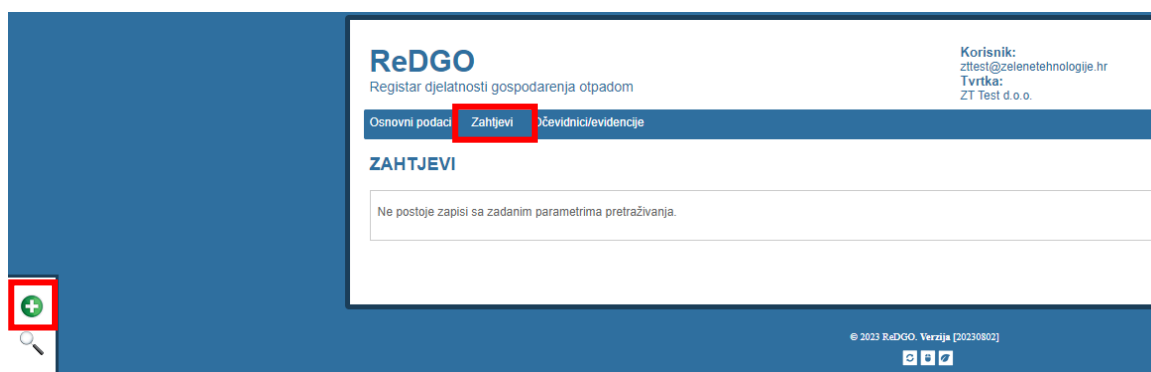 ReDGO
Registar djelatnosti gospodarenja otpadom
Korisnik:
zttest@zelenetehnologije.hr
Tvrtka:
ZT Test d.o.o.
Osnovni podaci Zahtjevi Očevidnici/evidencije
ZAHTJEVI
Ne postoje zapisi sa zadanim parametrima pretraživanja.
© 2023 ReDGO. Verzija [20230802]